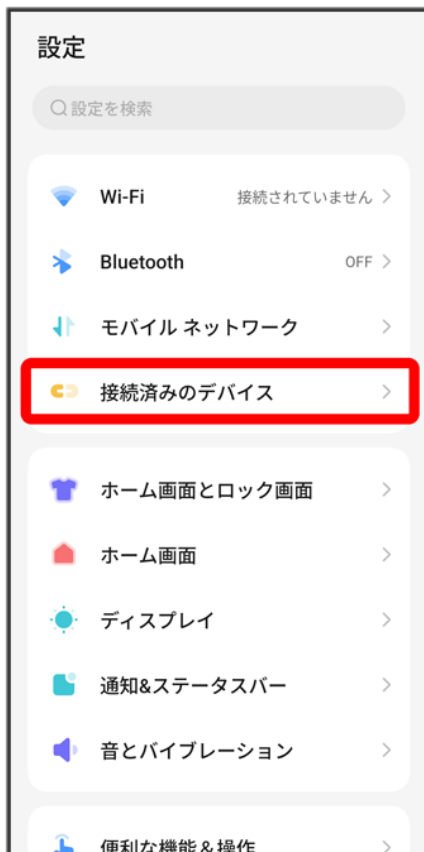 設定
設定を検索
Wi-Fi 接続されていません
Bluetooth OFF
モバイル ネットワーク
接続済みのデバイス
ホーム画面とロック画面
ホーム画面
ディスプレイ
通知&ステータスバー
音とバイブレーション
便利な機能＆操作